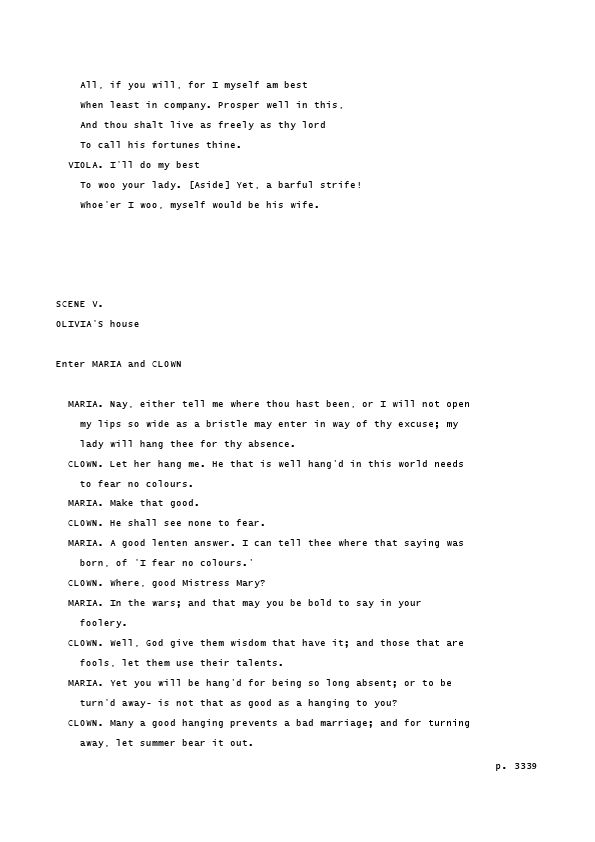 All, if you will, for I myself am best
When least in company. Prosper well in this,
And thou shalt live as freely as thy lord
To call his fortunes thine.
VIOLA. I'll do my best
To woo your lady. [Aside] Yet, a barful strife!
Whoe'er I woo, myself would be his wife.
SCENE V.
OLIVIA'S house
Enter MARIA and CLOWN
MARIA. Nay, either tell me where thou hast been, or I will not open
my lips so wide as a bristle may enter in way of thy excuse; my
lady will hang thee for thy absence.
CLOWN. Let her hang me. He that is well hang'd in this world needs
to fear no colours.
MARIA. Make that good.
CLOWN. He shall see none to fear.
MARIA. A good lenten answer. I can tell thee where that saying was
born, of 'I fear no colours.'
CLOWN. Where, good Mistress Mary?
MARIA. In the wars; and that may you be bold to say in your
foolery.
CLOWN. Well, God give them wisdom that have it; and those that are
fools, let them use their talents.
MARIA. Yet you will be hang'd for being so long absent; or to be
turn'd away- is not that as good as a hanging to you?
CLOWN. Many a good hanging prevents a bad marriage; and for turning
away, let summer bear it out.
p. 3339